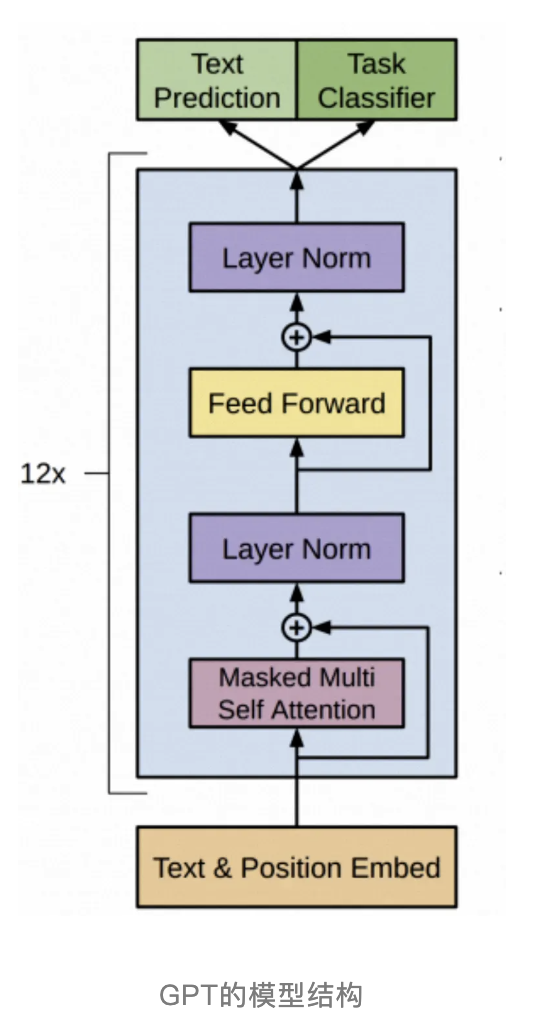 Text
Prediction
Task
Classifier
Layer Norm
Feed Forward
12x
Layer Norm
Masked Multi
Self Attention
Text & Position Embed
GPT的模型结构